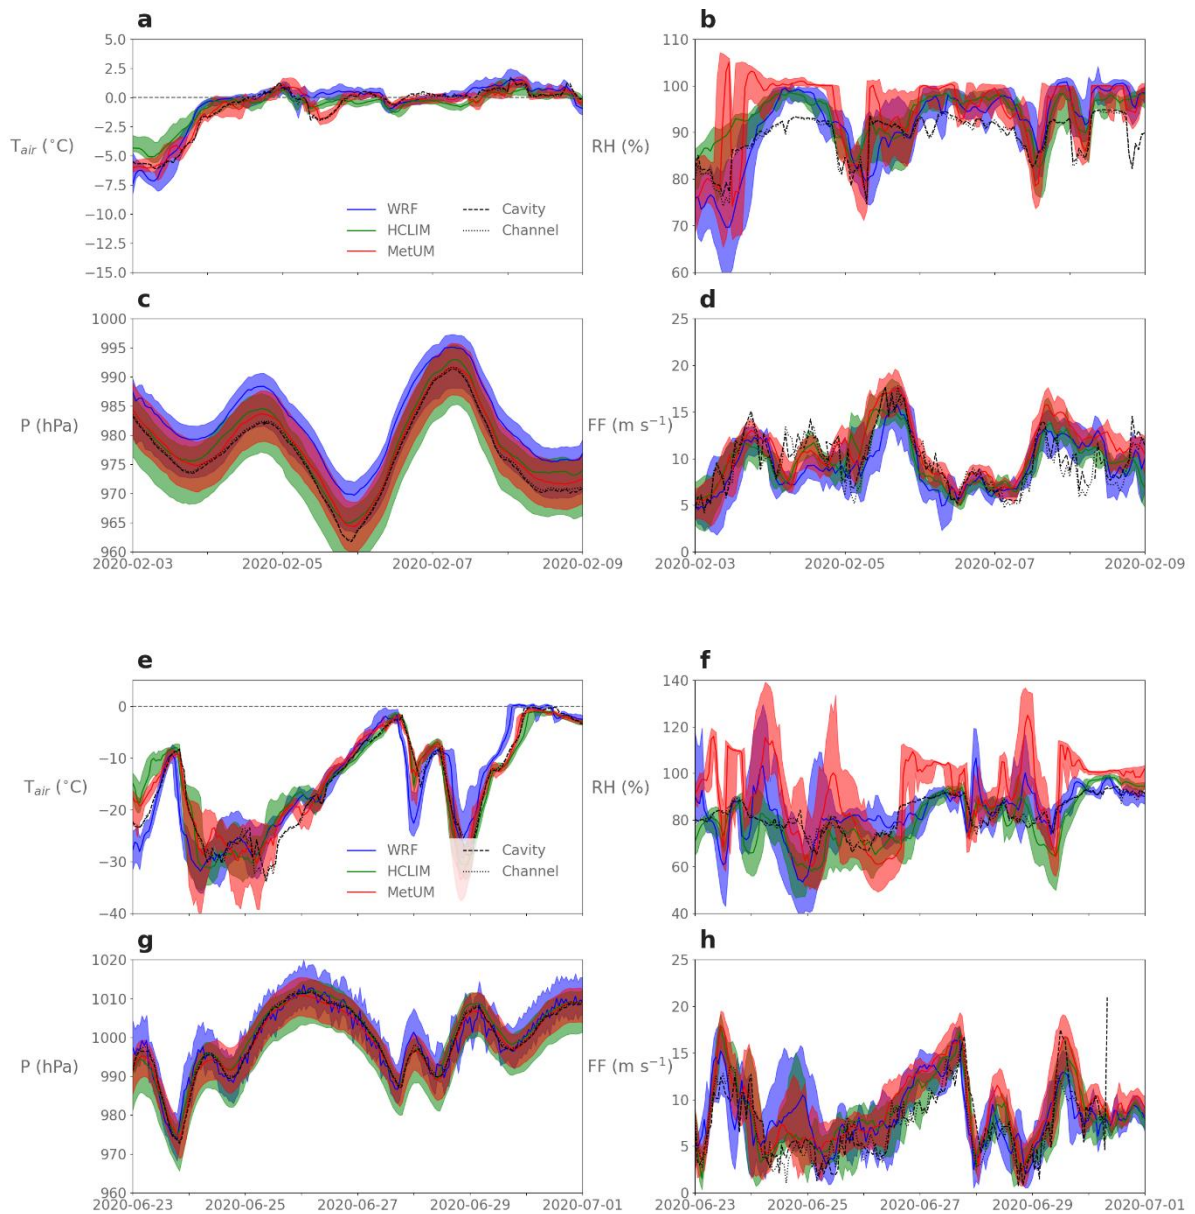 a
b
5.0
2.5
0.0
−2.5
−5.0
−7.5
−10.0
−12.5
−15.0
Tair (°C)
WRF
HCLIM
MetUM
Cavity
Channel
110
100
90
80
70
60
RH (%)
c
d
1000
995
990
985
980
975
970
965
960
P (hPa)
2020-02-03
2020-02-05
2020-02-07
2020-02-09
25
20
15
10
5
0
FF (m s−1)
2020-02-03
2020-02-05
2020-02-07
2020-02-09
e
f
0
−10
−20
−30
−40
Tair (°C)
WRF
HCLIM
MetUM
Cavity
Channel
140
120
100
80
60
40
RH (%)
g
h
1020
1010
1000
990
980
970
960
P (hPa)
2020-06-23
2020-06-25
2020-06-27
2020-06-29
2020-07-01
25
20
15
10
5
0
FF (m s−1)
2020-06-23
2020-06-25
2020-06-27
2020-06-29
2020-07-01